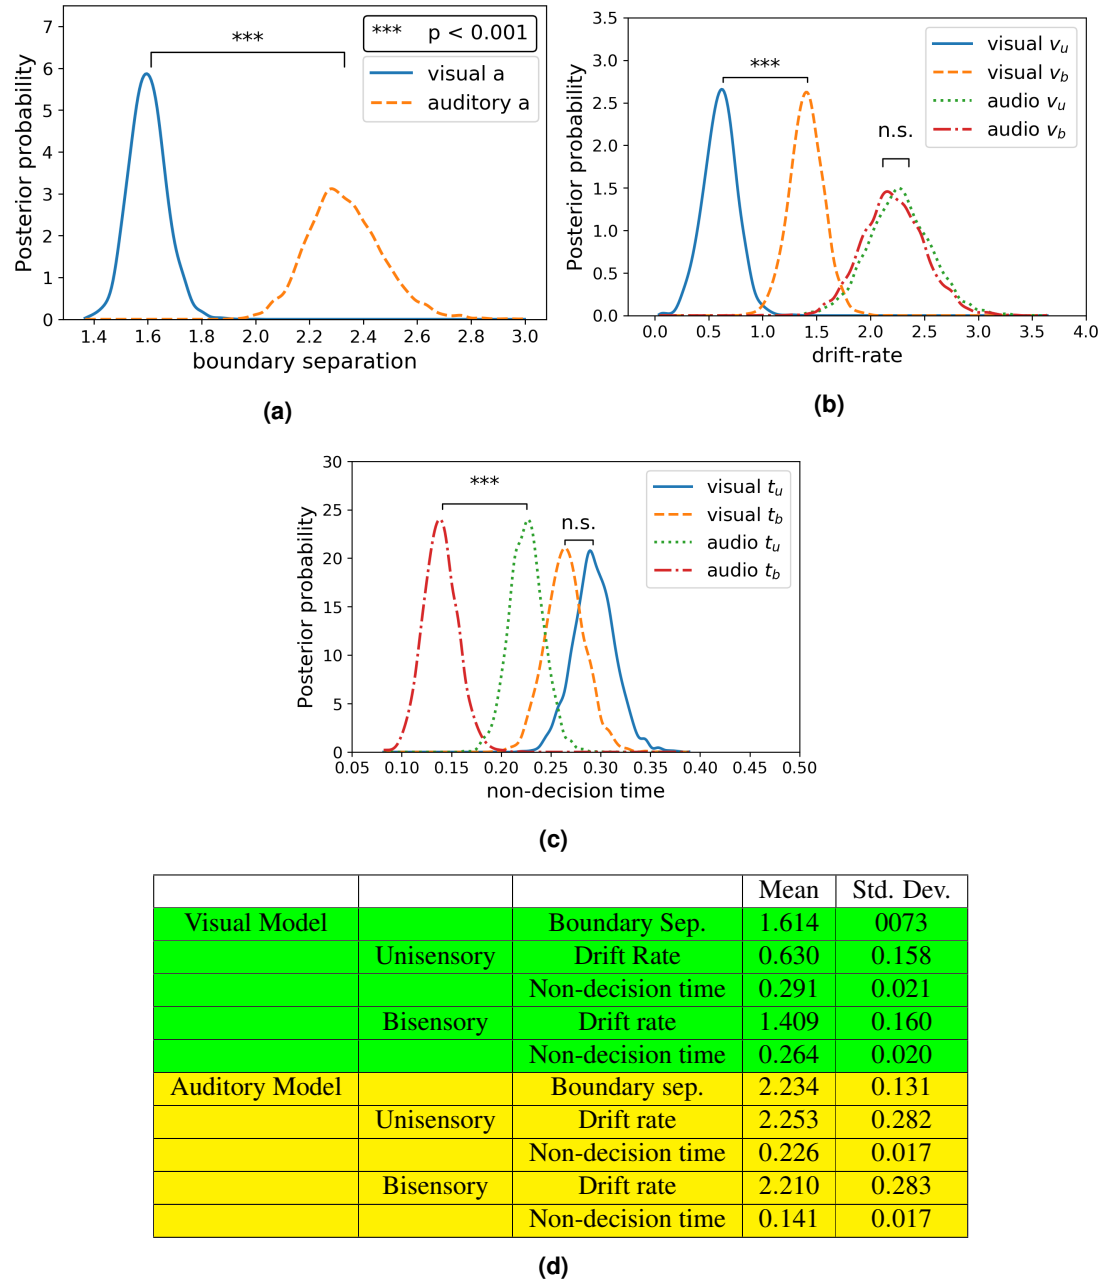 *** p < 0.001
visual a
auditory a
***
Posterior probability
7
6
5
4
3
2
1
0
1.4 1.6 1.8 2.0 2.2 2.4 2.6 2.8 3.0
boundary separation
(a)
visual v_u
visual v_b
audio v_u
audio v_b
***
n.s.
Posterior probability
3.5
3.0
2.5
2.0
1.5
1.0
0.5
0.0
0.0 0.5 1.0 1.5 2.0 2.5 3.0 3.5 4.0
drift-rate
(b)
visual t_u
visual t_b
audio t_u
audio t_b
***
n.s.
Posterior probability
30
25
20
15
10
5
0
0.05 0.10 0.15 0.20 0.25 0.30 0.35 0.40 0.45 0.50
non-decision time
(c)
Mean Std. Dev.
Visual Model Boundary Sep. 1.614 0073
Unisensory Drift Rate 0.630 0.158
Non-decision time 0.291 0.021
Bisensory Drift rate 1.409 0.160
Non-decision time 0.264 0.020
Auditory Model Boundary sep. 2.234 0.131
Unisensory Drift rate 2.253 0.282
Non-decision time 0.226 0.017
Bisensory Drift rate 2.210 0.283
Non-decision time 0.141 0.017
(d)